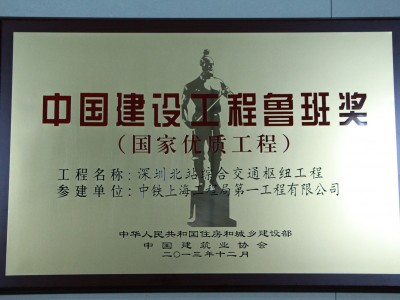 中国建设工程鲁班奖
（国家优质工程）
工程名称：深圳北站综合交通枢纽工程
参建单位：中铁上海工程局第一工程有限公司
中华人民共和国住房和城乡建设部
中国建筑业协会
二〇一三年十二月